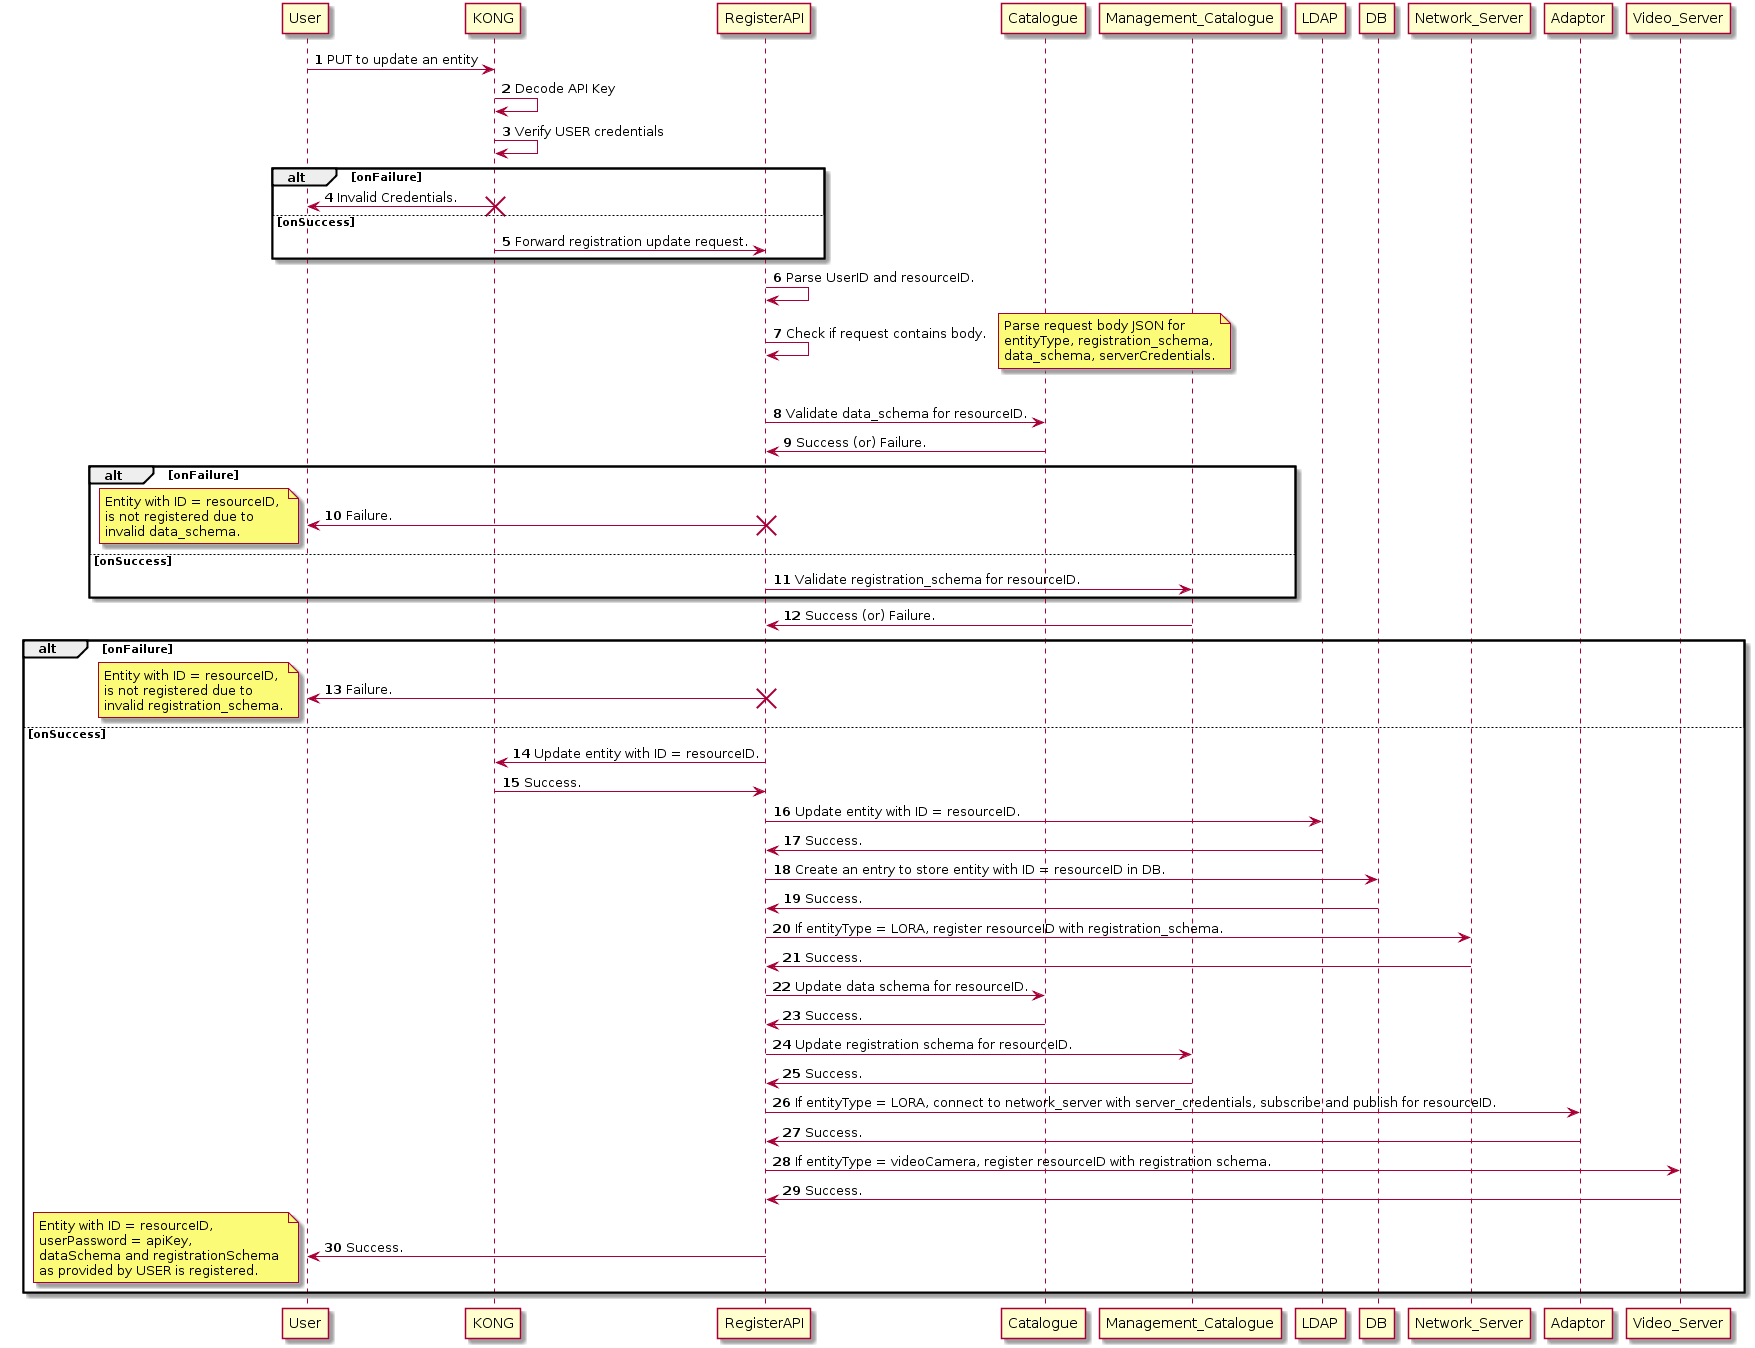 User KONG RegisterAPI Catalogue Management_Catalogue LDAP DB Network_Server Adaptor Video_Server
1 PUT to update an entity
2 Decode API Key
3 Verify USER credentials
alt [onFailure]
4 Invalid Credentials.
[onSuccess]
5 Forward registration update request.
6 Parse UserID and resourceID.
7 Check if request contains body.
Parse request body JSON for
entityType, registration_schema,
data_schema, serverCredentials.
8 Validate data_schema for resourceID.
9 Success (or) Failure.
alt [onFailure]
Entity with ID = resourceID,
is not registered due to
invalid data_schema.
10 Failure.
[onSuccess]
11 Validate registration_schema for resourceID.
12 Success (or) Failure.
alt [onFailure]
Entity with ID = resourceID,
is not registered due to
invalid registration_schema.
13 Failure.
[onSuccess]
14 Update entity with ID = resourceID.
15 Success.
16 Update entity with ID = resourceID.
17 Success.
18 Create an entry to store entity with ID = resourceID in DB.
19 Success.
20 If entityType = LORA, register resourceID with registration_schema.
21 Success.
22 Update data schema for resourceID.
23 Success.
24 Update registration schema for resourceID.
25 Success.
26 If entityType = LORA, connect to network_server with server_credentials, subscribe and publish for resourceID.
27 Success.
28 If entityType = videoCamera, register resourceID with registration schema.
29 Success.
Entity with ID = resourceID,
userPassword = apiKey,
dataSchema and registrationSchema
as provided by USER is registered.
30 Success.
User KONG RegisterAPI Catalogue Management_Catalogue LDAP DB Network_Server Adaptor Video_Server